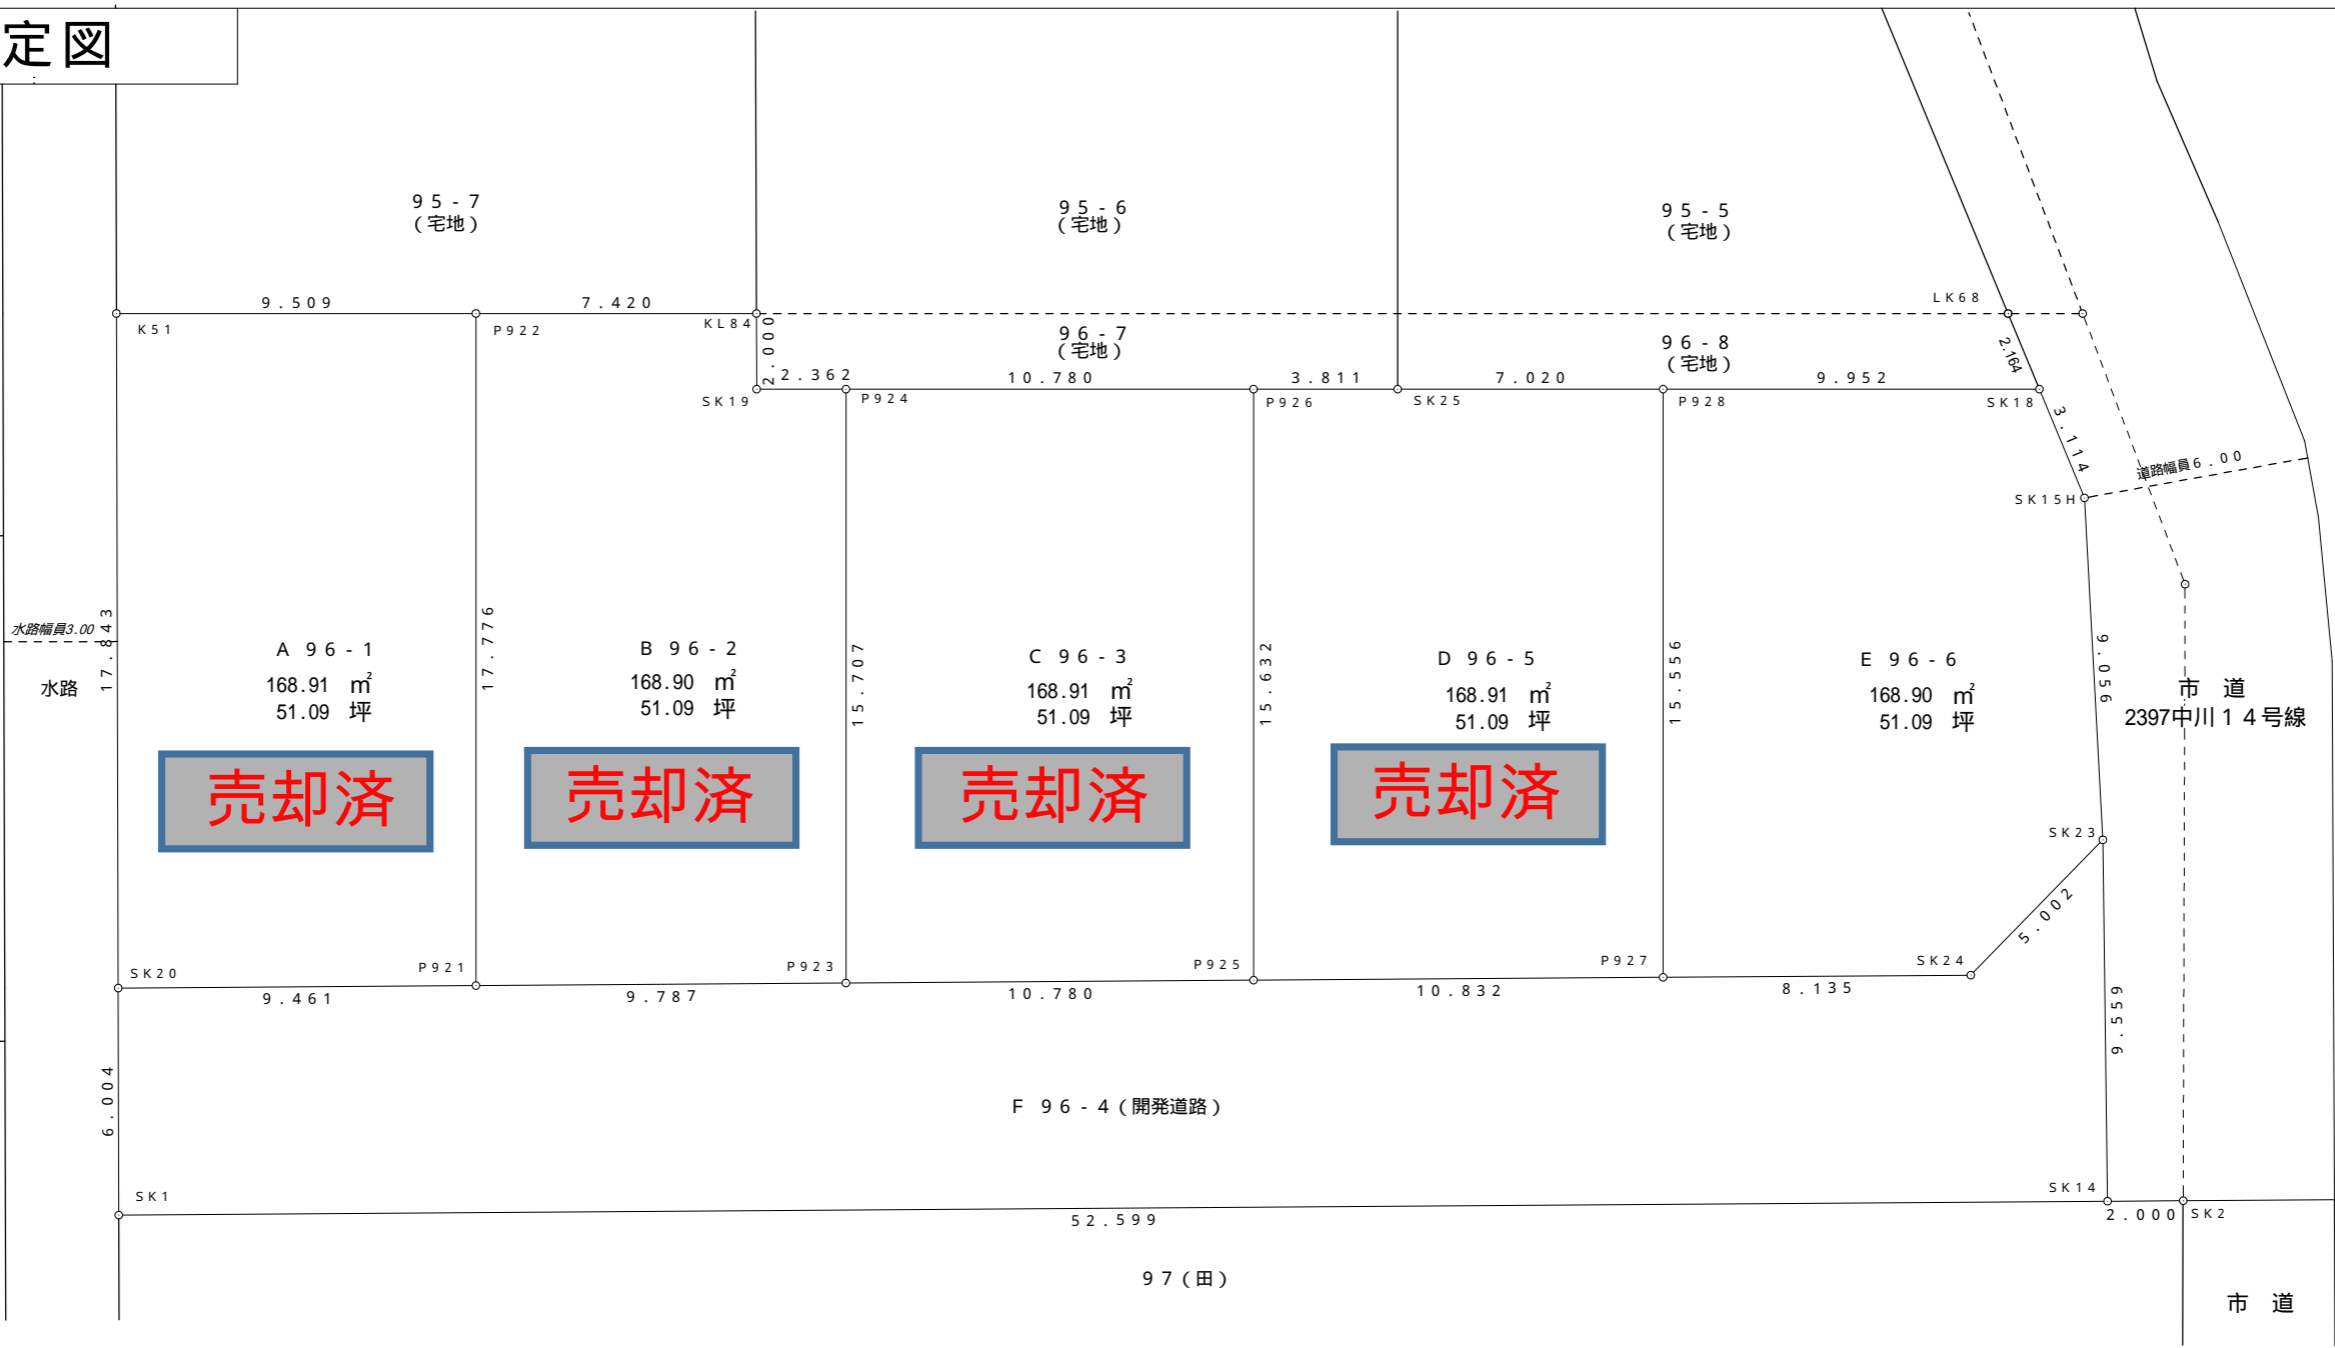 定図
95-7
(宅地)
95-6
(宅地)
95-5
(宅地)
9.509
7.420
K51
P922
KL84
2.000
LK68
96-7
(宅地)
96-8
(宅地)
2.164
2.362
10.780
3.811
7.020
9.952
SK19
P924
P926
SK25
P928
SK18
3.114
道路幅員6.00
SK15H
水路幅員3.00
水路
17.843
17.776
15.707
15.632
15.556
9.056
A 96-1
168.91 ㎡
51.09 坪
売却済
B 96-2
168.90 ㎡
51.09 坪
売却済
C 96-3
168.91 ㎡
51.09 坪
売却済
D 96-5
168.91 ㎡
51.09 坪
売却済
E 96-6
168.90 ㎡
51.09 坪
市 道
2397中川14号線
SK23
5.002
SK20
P921
P923
P925
P927
SK24
9.461
9.787
10.780
10.832
8.135
9.559
6.004
F 96-4(開発道路)
SK1
SK14
52.599
2.000
SK2
97(田)
市 道